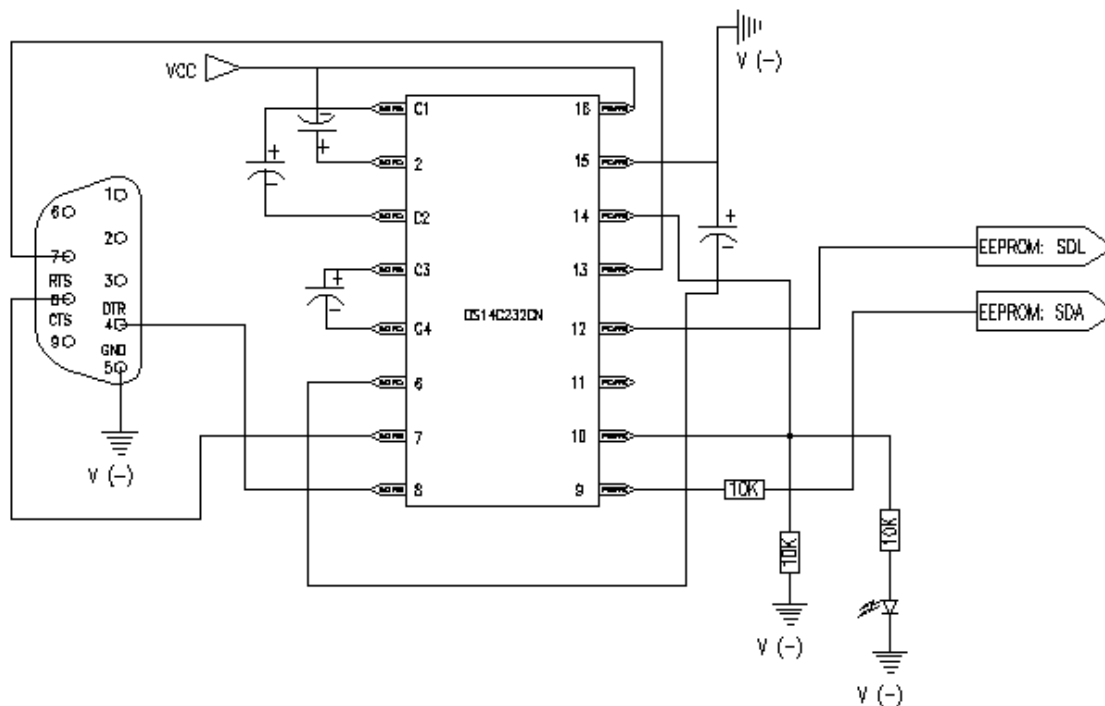 VCC
V (-)
C1
16
2
15
C2
14
C3
13
DS14C232CN
C4
12
6
11
7
10
8
9
1
6
2
7
RTS
3
8
DTR
CTS
4
9
GND
5
V (-)
EEPROM: SDL
EEPROM: SDA
10K
10K
10K
V (-)
V (-)
+
-
+
-
+
-
+
-